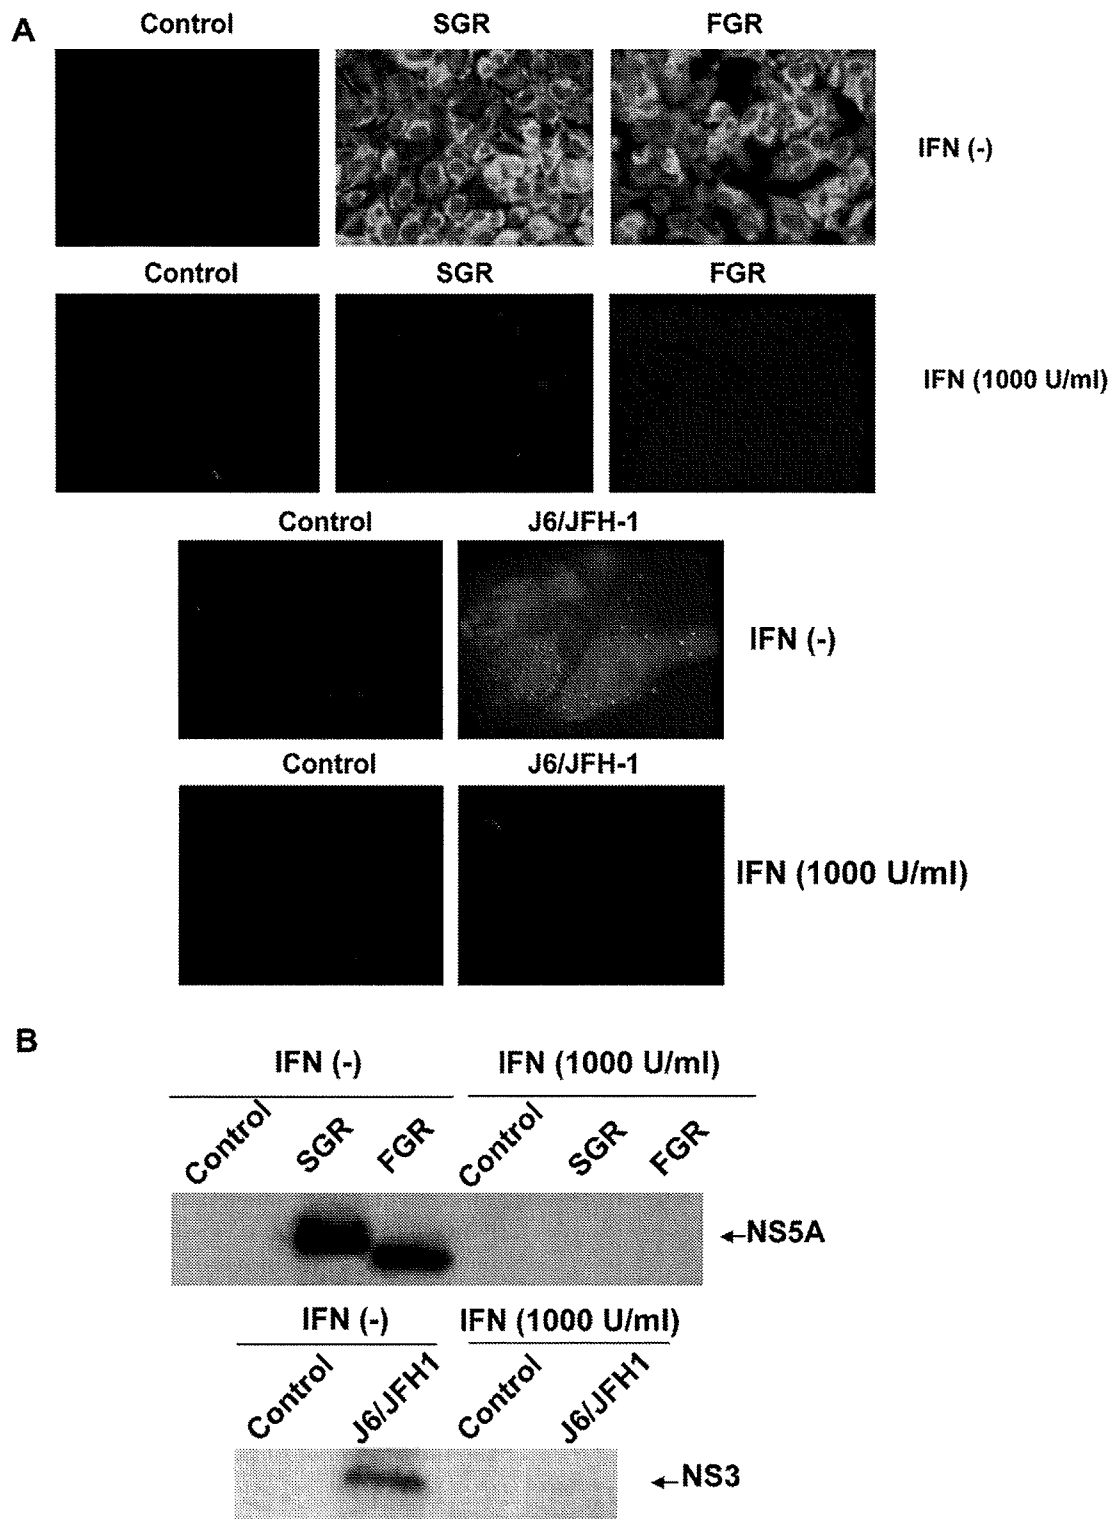 A
Control SGR FGR
IFN (-)
Control SGR FGR
IFN (1000 U/ml)
Control J6/JFH-1
IFN (-)
Control J6/JFH-1
IFN (1000 U/ml)
B
IFN (-) IFN (1000 U/ml)
Control SGR FGR Control SGR FGR
←NS5A
IFN (-) IFN (1000 U/ml)
Control J6/JFH1 Control J6/JFH1
←NS3